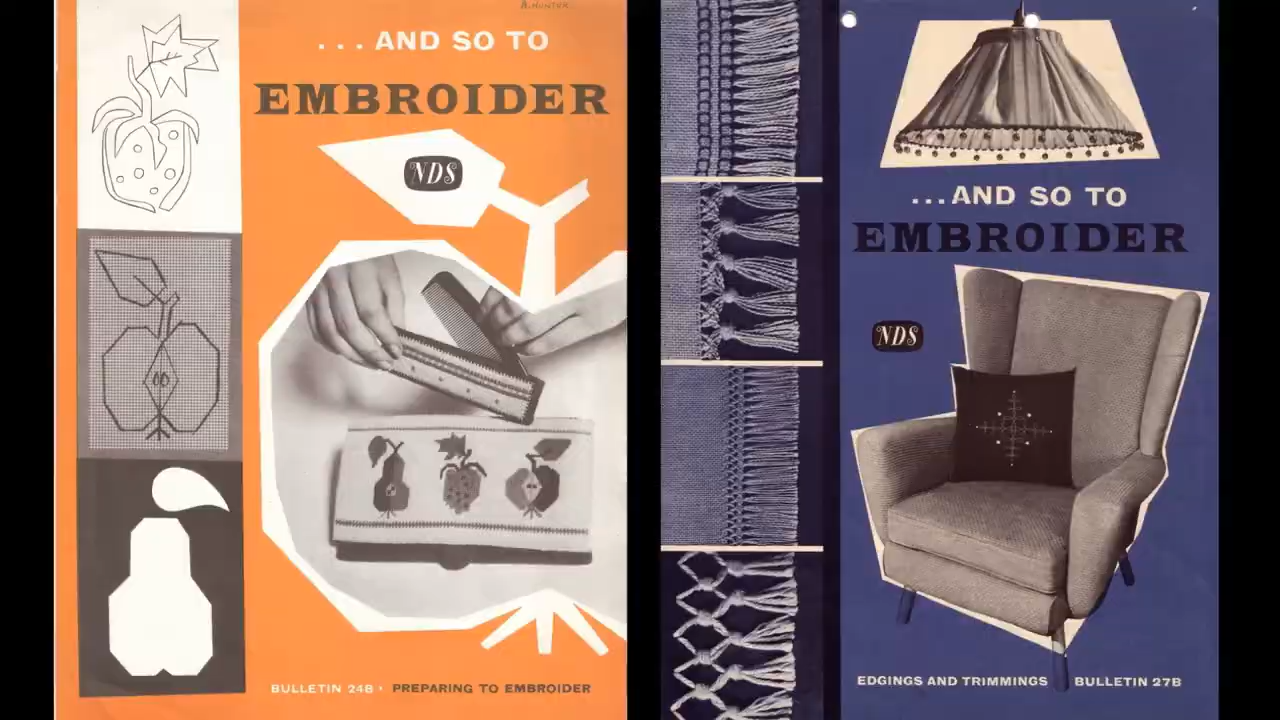 A. HUNTER
... AND SO TO
EMBROIDER
NDS
BULLETIN 24B · PREPARING TO EMBROIDER
...AND SO TO
EMBROIDER
NDS
EDGINGS AND TRIMMINGS BULLETIN 27B